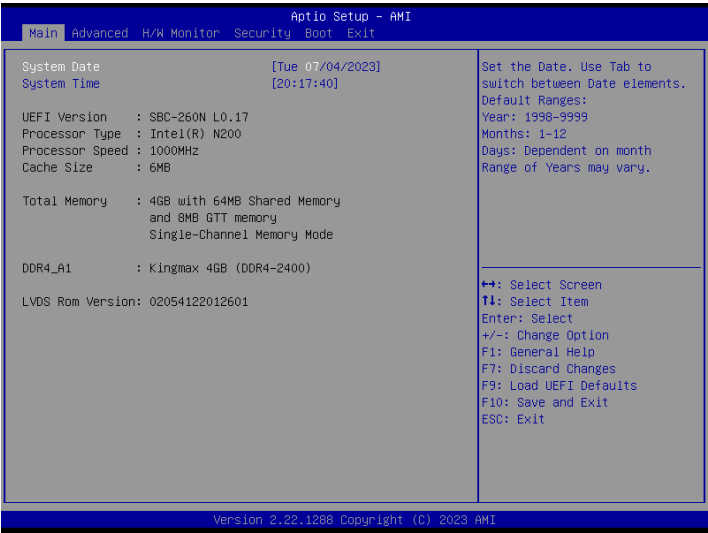 Aptio Setup - AMI
Main Advanced H/W Monitor Security Boot Exit
System Date [Tue 07/04/2023]
System Time [20:17:40]
UEFI Version : SBC-260N L0.17
Processor Type : Intel(R) N200
Processor Speed : 1000MHz
Cache Size : 6MB
Total Memory : 4GB with 64MB Shared Memory
and 8MB GTT memory
Single-Channel Memory Mode
DDR4_A1 : Kingmax 4GB (DDR4-2400)
LVDS Rom Version: 02054122012601
Set the Date. Use Tab to
switch between Date elements.
Default Ranges:
Year: 1998-9999
Months: 1-12
Days: Dependent on month
Range of Years may vary.
↔: Select Screen
↑↓: Select Item
Enter: Select
+/-: Change Option
F1: General Help
F7: Discard Changes
F9: Load UEFI Defaults
F10: Save and Exit
ESC: Exit
Version 2.22.1288 Copyright (C) 2023 AMI